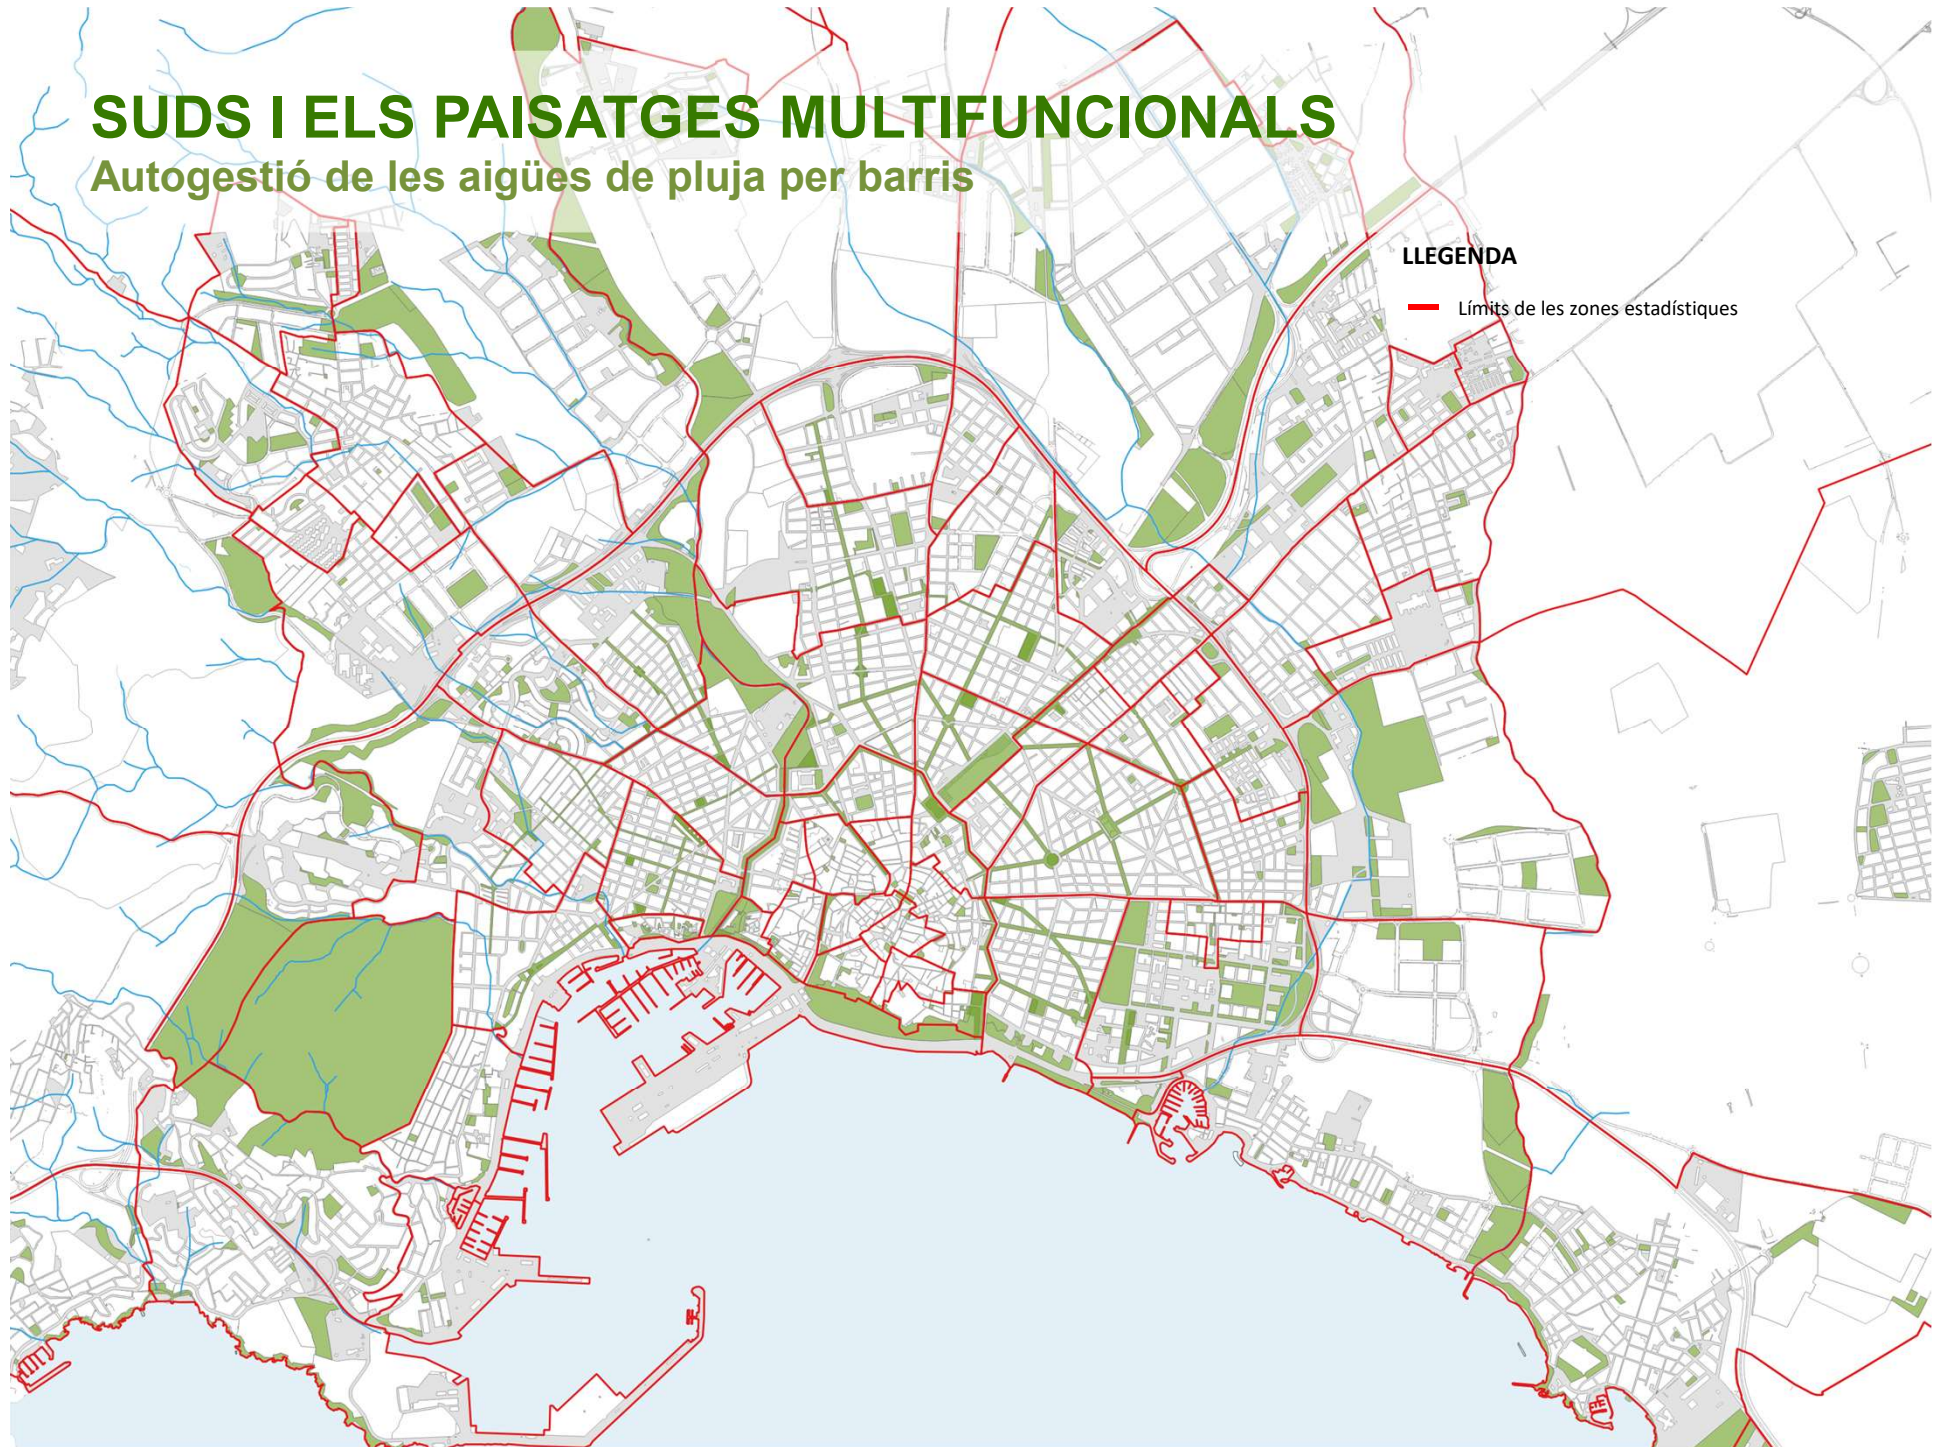 SUDS I ELS PAISATGES MULTIFUNCIONALS
Autogestió de les aigües de pluja per barris
LLEGENDA
Límits de les zones estadístiques